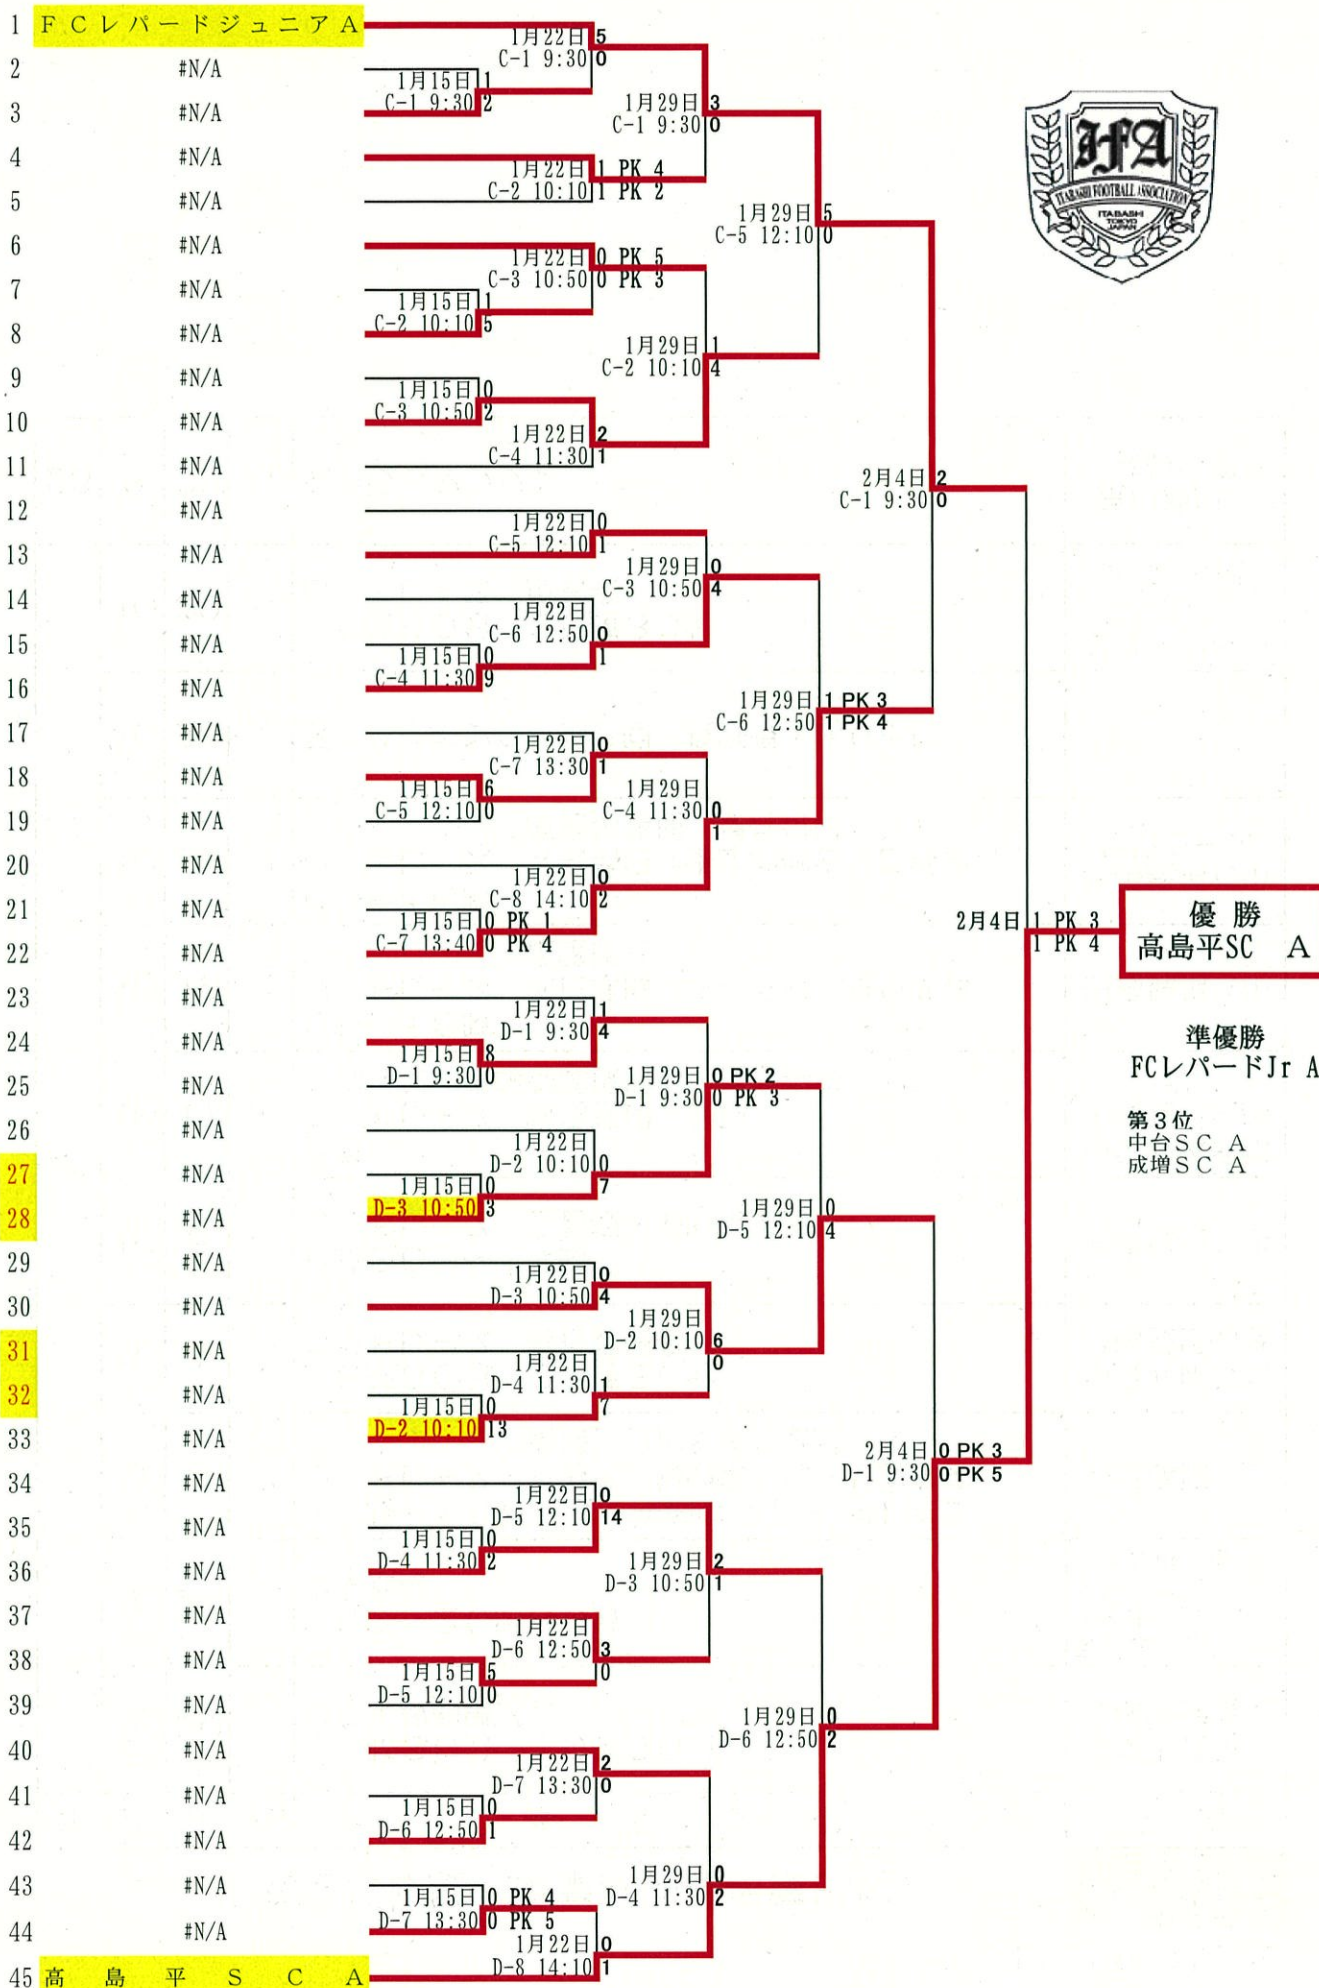 1 FCレパードジュニアA
2 #N/A
3 #N/A
4 #N/A
5 #N/A
6 #N/A
7 #N/A
8 #N/A
9 #N/A
10 #N/A
11 #N/A
12 #N/A
13 #N/A
14 #N/A
15 #N/A
16 #N/A
17 #N/A
18 #N/A
19 #N/A
20 #N/A
21 #N/A
22 #N/A
23 #N/A
24 #N/A
25 #N/A
26 #N/A
27 #N/A
28 #N/A
29 #N/A
30 #N/A
31 #N/A
32 #N/A
33 #N/A
34 #N/A
35 #N/A
36 #N/A
37 #N/A
38 #N/A
39 #N/A
40 #N/A
41 #N/A
42 #N/A
43 #N/A
44 #N/A
45 高島平SCA
1月15日 1
C-1 9:30 2
1月15日 1
C-2 10:10 5
1月15日 0
C-3 10:50 2
1月15日 0
C-4 11:30 9
1月15日 6
C-5 12:10 0
1月15日 0 PK 1
C-7 13:40 0 PK 4
1月15日 8
D-1 9:30 0
1月15日 0
D-3 10:50 3
1月15日 0
D-2 10:10 13
1月15日 0
D-4 11:30 2
1月15日 5
D-5 12:10 0
1月15日 0
D-6 12:50 1
1月15日 0 PK 4
D-7 13:30 0 PK 5
1月22日 5
C-1 9:30 0
1月22日 1 PK 4
C-2 10:10 1 PK 2
1月22日 0 PK 5
C-3 10:50 0 PK 3
1月22日 2
C-4 11:30 1
1月22日 0
C-5 12:10 1
1月22日
C-6 12:50 0
1
1月22日 0
C-7 13:30 1
1月22日 0
C-8 14:10 2
1月22日 1
D-1 9:30 4
1月22日
D-2 10:10 0
7
1月22日 0
D-3 10:50 4
1月22日
D-4 11:30 1
7
1月22日 0
D-5 12:10 14
1月22日
D-6 12:50 3
0
1月22日 2
D-7 13:30 0
1月22日 0
D-8 14:10 1
1月29日 3
C-1 9:30 0
1月29日 1
C-2 10:10 4
1月29日 0
C-3 10:50 4
1月29日
C-4 11:30 0
1
1月29日 0 PK 2
D-1 9:30 0 PK 3
1月29日
D-2 10:10 6
0
1月29日 2
D-3 10:50 1
1月29日 0
D-4 11:30 2
1月29日 5
C-5 12:10 0
1月29日 1 PK 3
C-6 12:50 1 PK 4
1月29日 0
D-5 12:10 4
1月29日 0
D-6 12:50 2
2月4日 2
C-1 9:30 0
2月4日 0 PK 3
D-1 9:30 0 PK 5
2月4日 1 PK 3
1 PK 4
IFA
ITABASHI FOOTBALL ASSOCIATION
ITABASHI
TOKYO
JAPAN
優勝
高島平SC A
準優勝
FCレパードJr A
第3位
中台SC A
成増SC A